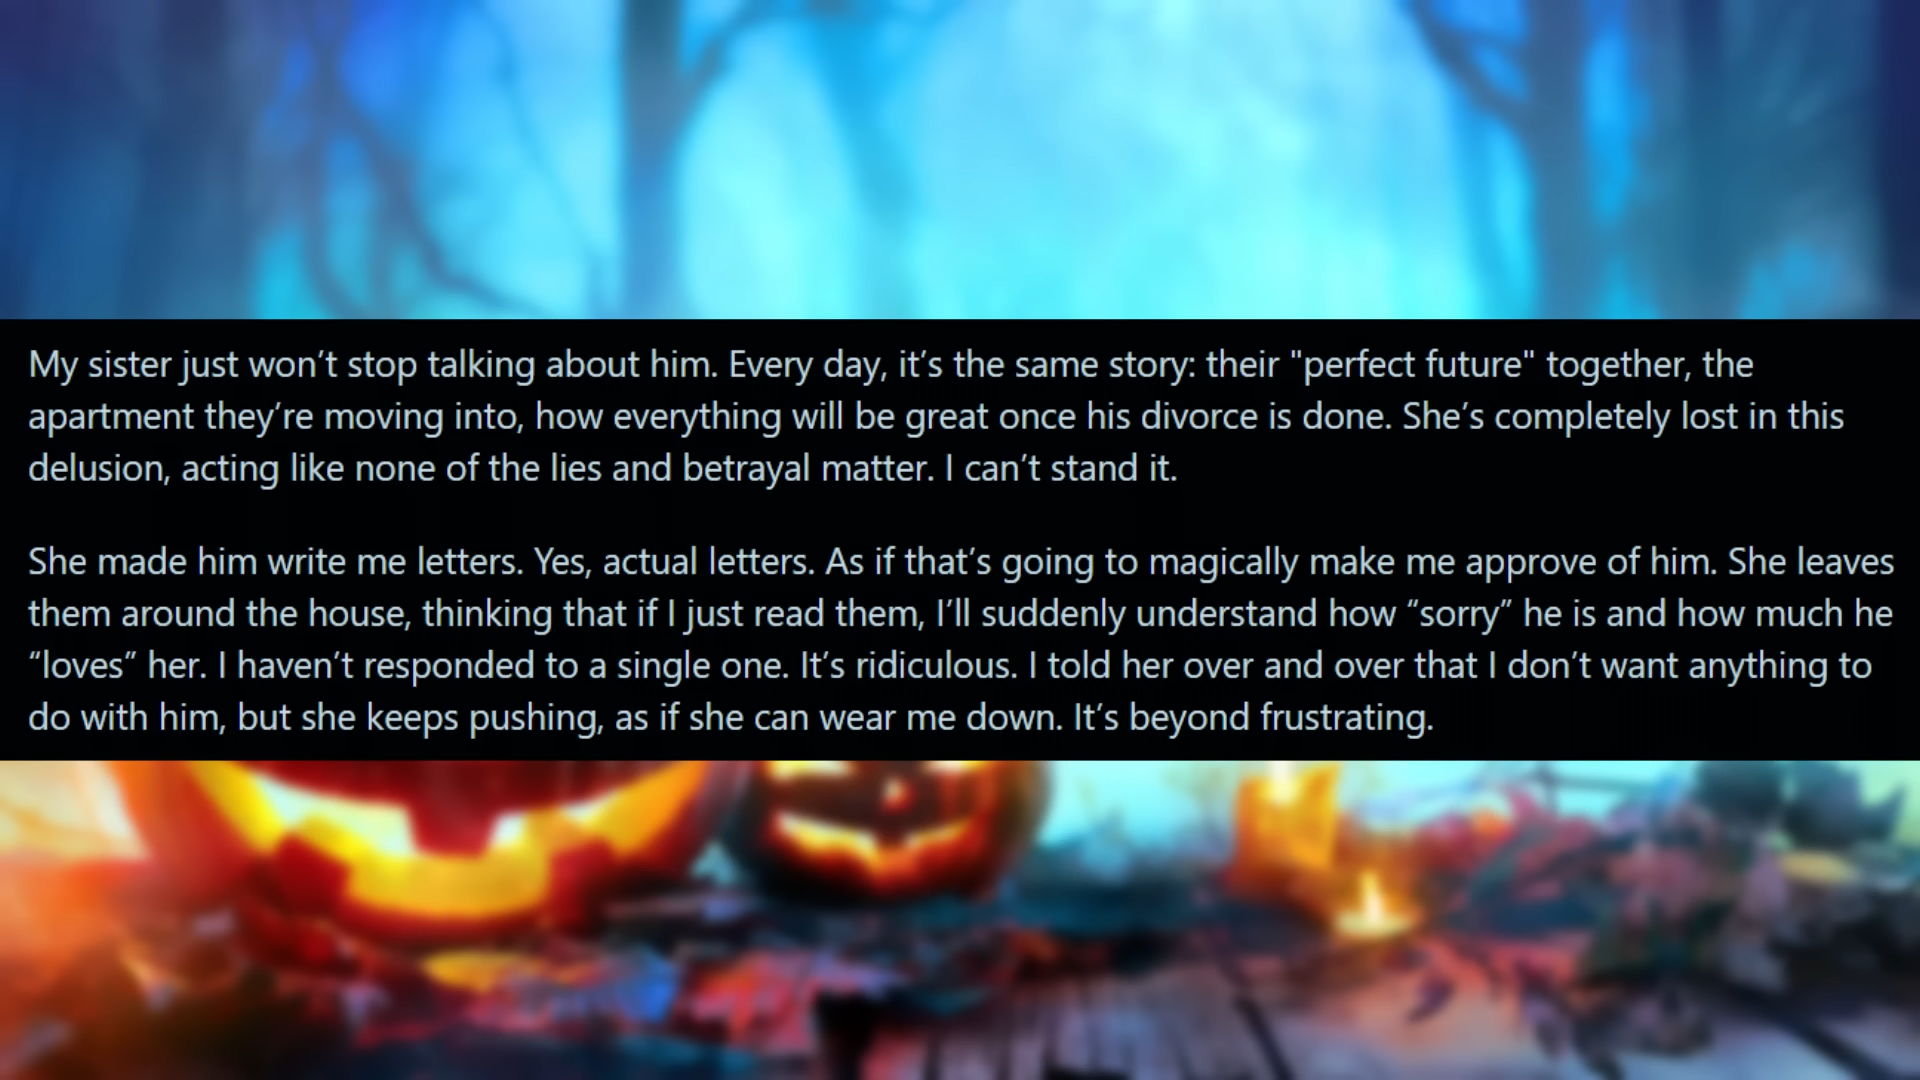 My sister just won’t stop talking about him. Every day, it’s the same story: their "perfect future" together, the
apartment they’re moving into, how everything will be great once his divorce is done. She’s completely lost in this
delusion, acting like none of the lies and betrayal matter. I can’t stand it.
She made him write me letters. Yes, actual letters. As if that’s going to magically make me approve of him. She leaves
them around the house, thinking that if I just read them, I’ll suddenly understand how “sorry” he is and how much he
“loves” her. I haven’t responded to a single one. It’s ridiculous. I told her over and over that I don’t want anything to
do with him, but she keeps pushing, as if she can wear me down. It’s beyond frustrating.